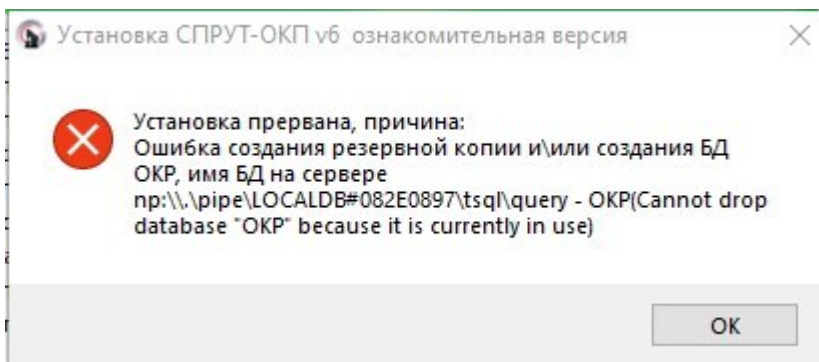 Установка СПРУТ-ОКП v6 ознакомительная версия
Установка прервана, причина:
Ошибка создания резервной копии и\или создания БД
OKP, имя БД на сервере
np:\\.\pipe\LOCALDB#082E0897\tsql\query - OKP(Cannot drop
database "OKP" because it is currently in use)
OK